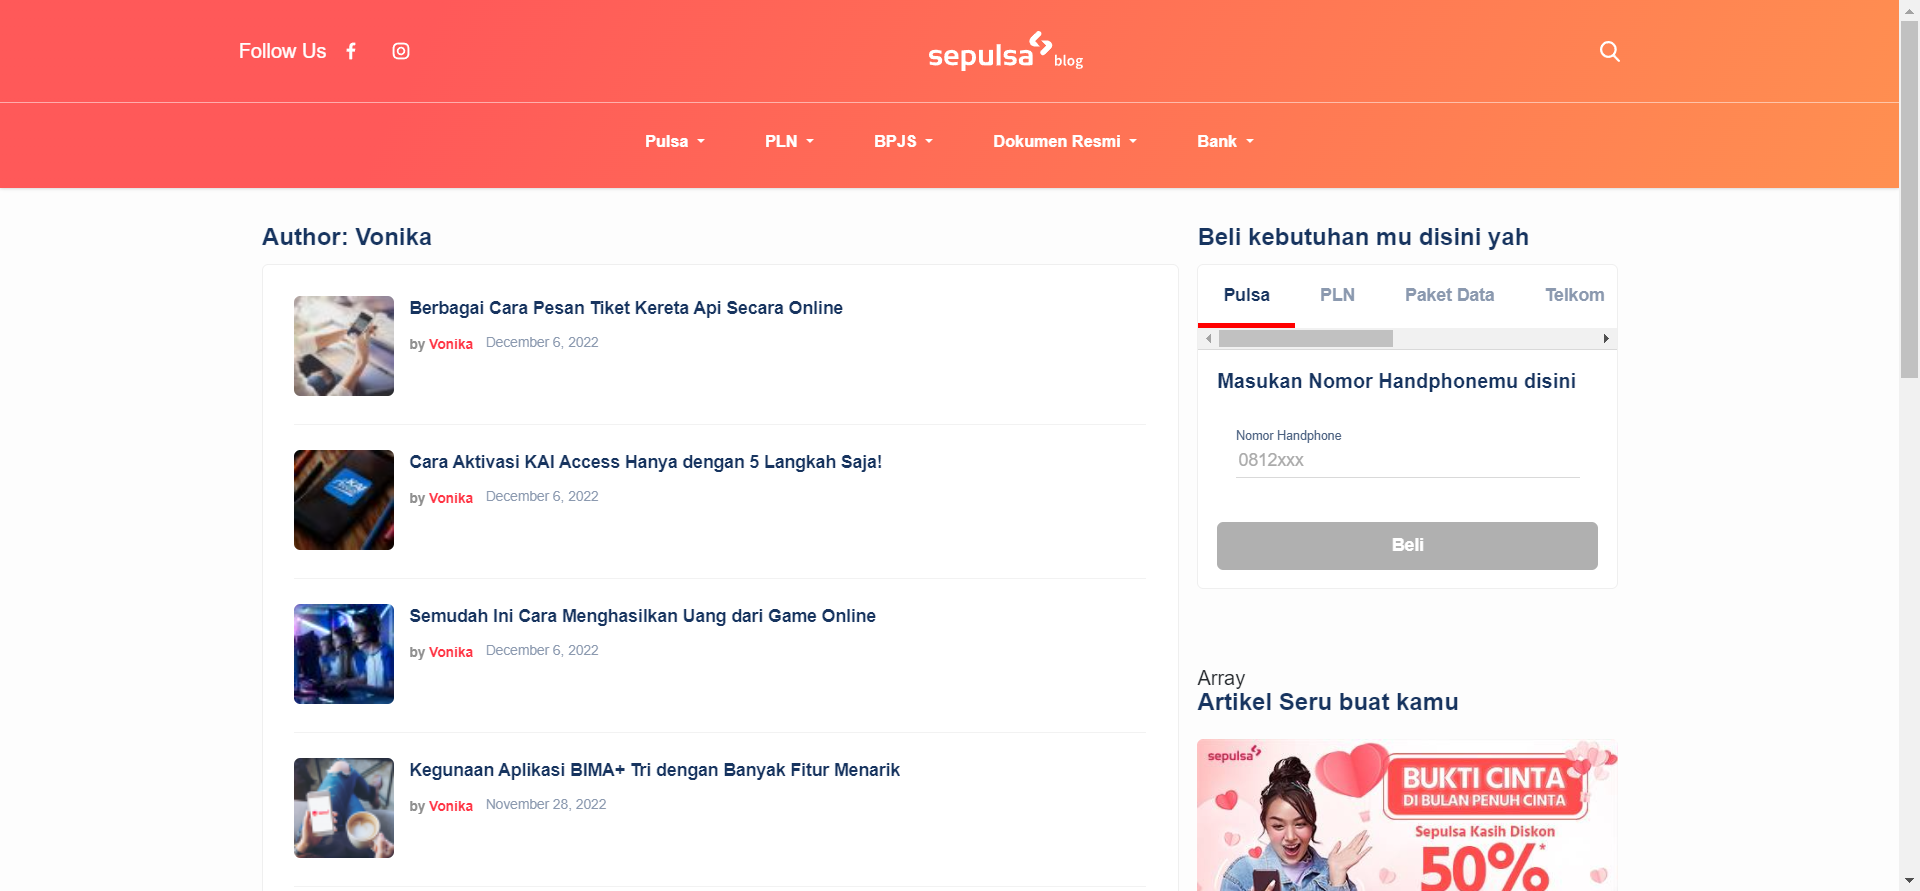 Follow Us
sepulsa blog
Pulsa
PLN
BPJS
Dokumen Resmi
Bank
Author: Vonika
Berbagai Cara Pesan Tiket Kereta Api Secara Online
by Vonika December 6, 2022
Cara Aktivasi KAI Access Hanya dengan 5 Langkah Saja!
by Vonika December 6, 2022
Semudah Ini Cara Menghasilkan Uang dari Game Online
by Vonika December 6, 2022
Kegunaan Aplikasi BIMA+ Tri dengan Banyak Fitur Menarik
by Vonika November 28, 2022
Beli kebutuhan mu disini yah
Pulsa
PLN
Paket Data
Telkom
Masukan Nomor Handphonemu disini
Nomor Handphone
0812xxx
Beli
Array
Artikel Seru buat kamu
sepulsa
BUKTI CINTA
DI BULAN PENUH CINTA
Sepulsa Kasih Diskon
50%*